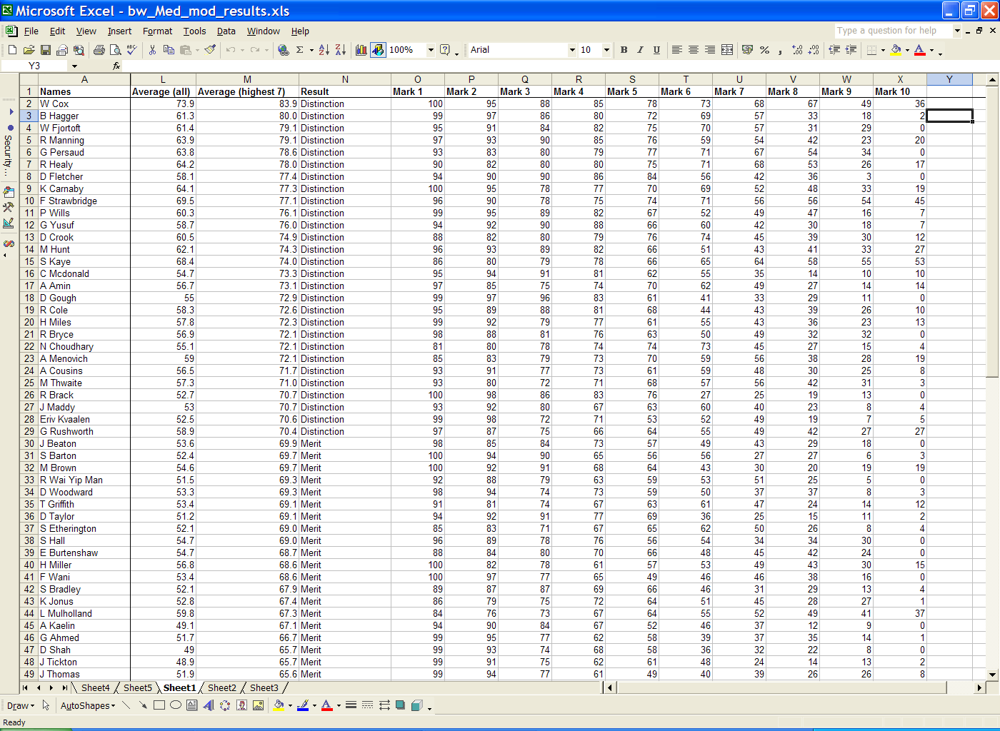 Microsoft Excel - bw_Med_mod_results.xls
File Edit View Insert Format Tools Data Window Help Type a question for help
100% Arial 10 B I U
Y3 fx
A L M N O P Q R S T U V W X Y
1 Names Average (all) Average (highest 7) Result Mark 1 Mark 2 Mark 3 Mark 4 Mark 5 Mark 6 Mark 7 Mark 8 Mark 9 Mark 10
2 W Cox 73.9 83.9 Distinction 100 95 88 85 78 73 68 67 49 36
3 B Hagger 61.3 80.0 Distinction 99 97 86 80 72 69 57 33 18 2
4 W Fjortoft 61.4 79.1 Distinction 95 91 84 82 75 70 57 31 29 0
5 R Manning 63.9 79.1 Distinction 97 93 90 85 76 59 54 42 23 20
6 G Persaud 63.8 78.6 Distinction 93 83 80 79 77 71 67 54 34 0
7 R Healy 64.2 78.0 Distinction 90 82 80 80 75 71 68 53 26 17
8 D Fletcher 58.1 77.4 Distinction 94 90 90 86 84 56 42 36 3 0
9 K Carnaby 64.1 77.3 Distinction 100 95 78 77 70 69 52 48 33 19
10 F Strawbridge 69.5 77.1 Distinction 96 90 78 75 74 71 56 56 54 45
11 P Wills 60.3 76.1 Distinction 99 95 89 82 67 52 49 47 16 7
12 G Yusuf 58.7 76.0 Distinction 94 92 90 88 66 60 42 30 18 7
13 D Crook 60.5 74.9 Distinction 88 82 80 79 76 74 45 39 30 12
14 M Hunt 62.1 74.3 Distinction 96 93 89 82 66 51 43 41 33 27
15 S Kaye 68.4 74.0 Distinction 86 80 79 78 66 65 64 58 55 53
16 C Mcdonald 54.7 73.3 Distinction 95 94 91 81 62 55 35 14 10 10
17 A Amin 56.7 73.1 Distinction 97 85 75 74 70 62 49 27 14 14
18 D Gough 55 72.9 Distinction 99 97 96 83 61 41 33 29 11 0
19 R Cole 58.3 72.6 Distinction 95 89 88 81 68 44 43 39 26 10
20 H Miles 57.8 72.3 Distinction 99 92 79 77 61 55 43 36 23 13
21 R Bryce 56.9 72.1 Distinction 98 88 81 76 63 50 49 32 32 0
22 N Choudhary 55.1 72.1 Distinction 81 80 78 74 74 73 45 27 15 4
23 A Menovich 59 72.1 Distinction 85 83 79 73 70 59 56 38 28 19
24 A Cousins 56.5 71.7 Distinction 93 91 77 73 61 59 48 30 25 8
25 M Thwaite 57.3 71.0 Distinction 93 80 72 71 68 57 56 42 31 3
26 R Brack 52.7 70.7 Distinction 100 98 86 83 76 27 25 19 13 0
27 J Maddy 53 70.7 Distinction 93 92 80 67 63 60 40 23 8 4
28 Eriv Kvaalen 52.5 70.6 Distinction 99 98 72 71 53 52 49 19 7 5
29 G Rushworth 58.9 70.4 Distinction 97 87 75 66 64 55 49 42 27 27
30 J Beaton 53.6 69.9 Merit 98 85 84 73 57 49 43 29 18 0
31 S Barton 52.4 69.7 Merit 100 94 90 65 56 56 27 27 6 3
32 M Brown 54.6 69.7 Merit 100 92 91 68 64 43 30 20 19 19
33 R Wai Yip Man 51.5 69.3 Merit 92 88 79 63 59 53 51 25 5 0
34 D Woodward 53.3 69.3 Merit 98 94 74 73 59 50 37 37 8 3
35 T Griffith 53.4 69.1 Merit 91 81 74 67 63 61 47 24 14 12
36 D Taylor 51.2 69.1 Merit 94 92 91 77 69 36 25 15 11 2
37 S Etherington 52.1 69.0 Merit 85 83 71 67 65 62 50 26 8 4
38 S Hall 54.7 69.0 Merit 96 89 78 76 56 54 34 34 30 0
39 E Burtenshaw 54.7 68.7 Merit 88 84 80 70 66 48 45 42 24 0
40 H Miller 56.8 68.6 Merit 100 82 78 61 57 53 49 43 30 15
41 F Wani 53.4 68.6 Merit 100 97 77 65 49 46 46 38 16 0
42 S Bradley 52.1 67.9 Merit 89 87 87 69 66 46 31 29 13 4
43 K Jonus 52.8 67.4 Merit 86 79 75 72 64 51 45 28 27 1
44 L Mulholland 59.8 67.3 Merit 84 76 73 67 64 55 52 49 41 37
45 A Kaelin 49.1 67.1 Merit 94 90 84 67 52 46 37 12 9 0
46 G Ahmed 51.7 66.7 Merit 99 95 77 62 58 39 37 35 14 1
47 D Shah 49 65.7 Merit 99 93 74 68 58 36 32 22 8 0
48 J Tickton 48.9 65.7 Merit 99 91 75 62 61 48 24 14 13 2
49 J Thomas 51.9 65.6 Merit 99 94 77 61 49 40 39 26 26 8
Security...
Sheet4 Sheet5 Sheet1 Sheet2 Sheet3
Draw AutoShapes
Ready